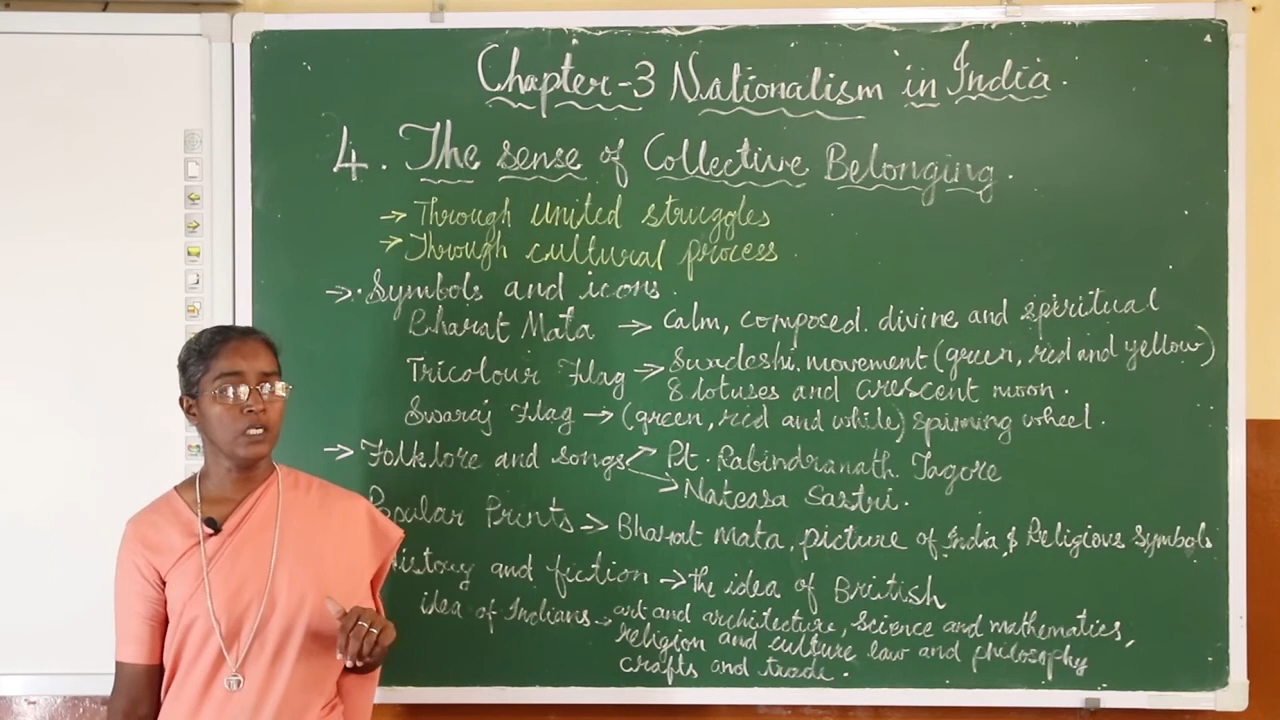 Chapter-3 Nationalism in India.
4. The sense of Collective Belonging.
→ Through united struggles
→ Through cultural process.
→ Symbols and icons.
Bharat Mata → Calm, composed. divine and spiritual
Tricolour Flag → Swadeshi movement (green, red and yellow)
8 lotuses and crescent moon.
Swaraj Flag → (green, red and white) spinning wheel.
→ Folklore and songs → Pt. Rabindranath. Tagore
→ Natesa Sastri.
Popular Prints → Bharat mata, picture of India, & Religious Symbols
History and fiction → the idea of British
idea of Indians → art and architecture, science and mathematics,
religion and culture law and philosophy
crafts and trade.